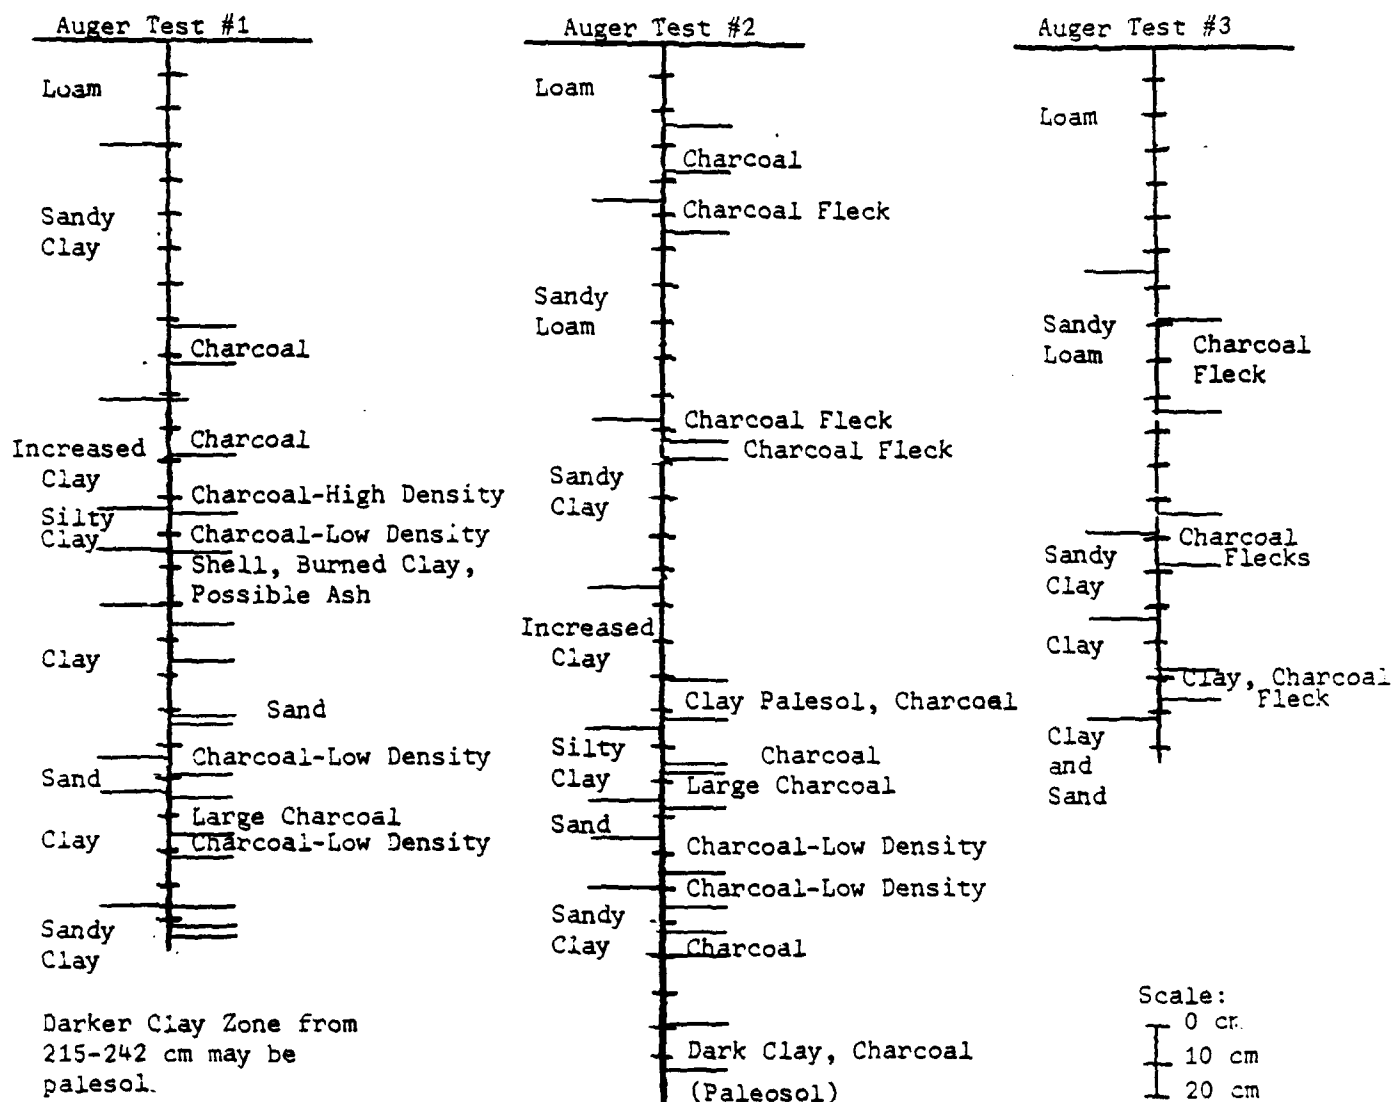 Auger Test #1
Loam
Sandy
Clay
Charcoal
Increased
Clay
Charcoal
Charcoal-High Density
Silty
Clay
Charcoal-Low Density
Shell, Burned Clay,
Possible Ash
Clay
Sand
Charcoal-Low Density
Sand
Large Charcoal
Clay
Charcoal-Low Density
Sandy
Clay
Darker Clay Zone from
215-242 cm may be
palesol.
Auger Test #2
Loam
Charcoal
Charcoal Fleck
Sandy
Loam
Charcoal Fleck
Charcoal Fleck
Sandy
Clay
Increased
Clay
Clay Palesol, Charcoal
Silty
Clay
Charcoal
Large Charcoal
Sand
Charcoal-Low Density
Charcoal-Low Density
Sandy
Clay
Charcoal
Dark Clay, Charcoal
(Paleosol)
Auger Test #3
Loam
Sandy
Loam
Charcoal
Fleck
Charcoal
Flecks
Sandy
Clay
Clay
Clay, Charcoal
Fleck
Clay
and
Sand
Scale:
0 cm
10 cm
20 cm